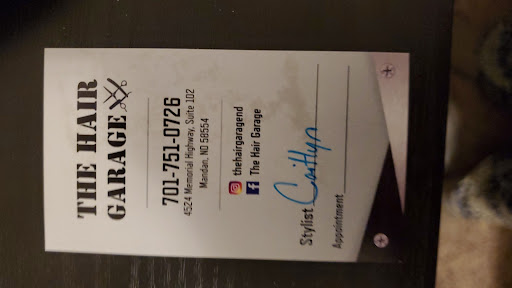 THE HAIR
GARAGE
701-751-0726
4524 Memorial Highway, Suite 102
Mandan, ND 58554
thehairgaragend
The Hair Garage
Stylist Caitlyn
Appointment